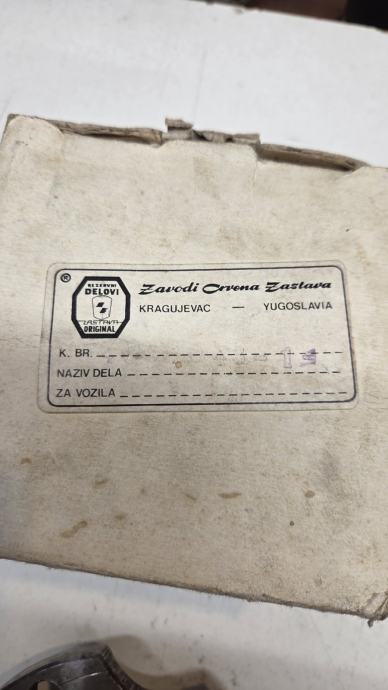 ®
REZERVNI
DELOVI
ZASTAVA
ORIGINAL
Zavodi Crvena Zastava
KRAGUJEVAC — YUGOSLAVIA
K. BR.
NAZIV DELA
ZA VOZILA